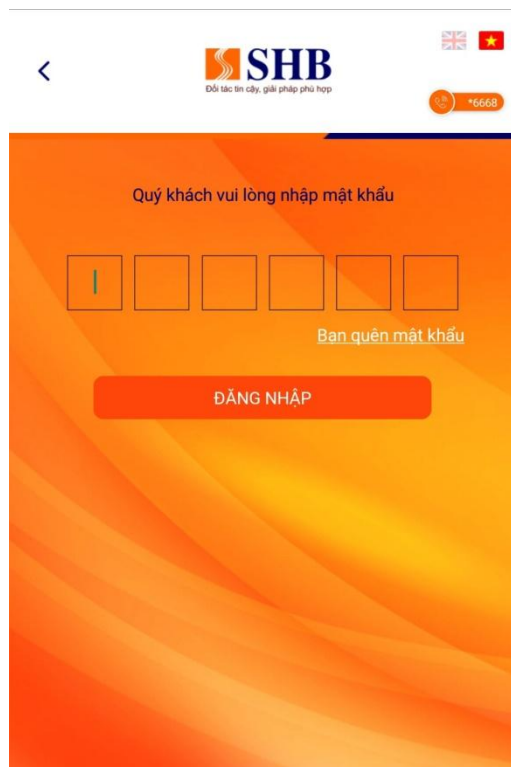 SHB
Đối tác tin cậy, giải pháp phù hợp
*6668
Quý khách vui lòng nhập mật khẩu
Bạn quên mật khẩu
ĐĂNG NHẬP